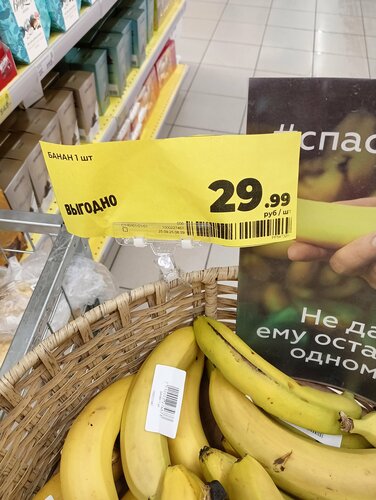 БАНАН 1 шт
ВЫГОДНО
29.99
руб / шт
#спас
Не да
ему оста
одном